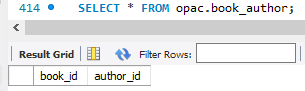 414 SELECT * FROM opac.book_author;
Result Grid Filter Rows:
book_id author_id